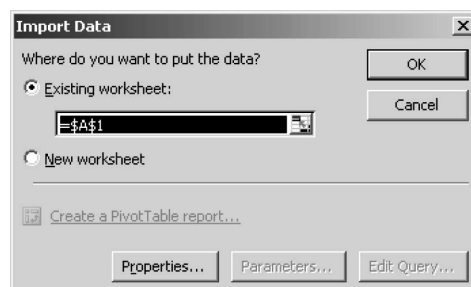 Import Data
Where do you want to put the data?
Existing worksheet:
=$A$1
New worksheet
Create a PivotTable report...
OK
Cancel
Properties...
Parameters...
Edit Query...